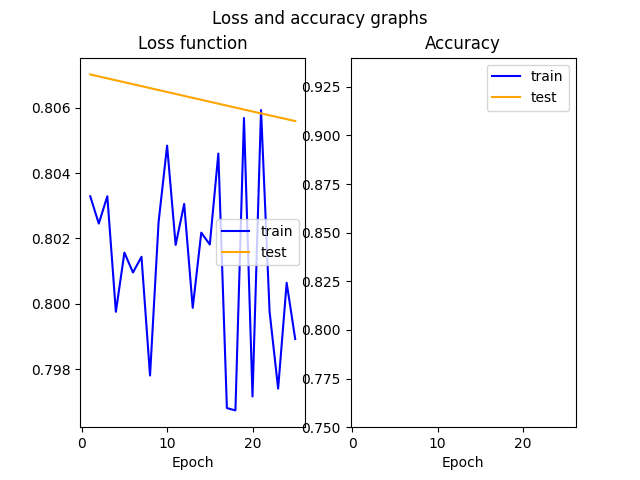 Loss and accuracy graphs
Loss function
0.806
0.804
0.802
0.800
0.798
train
test
0
10
20
Epoch
Accuracy
0.925
0.900
0.875
0.850
0.825
0.800
0.775
0.750
train
test
0
10
20
Epoch